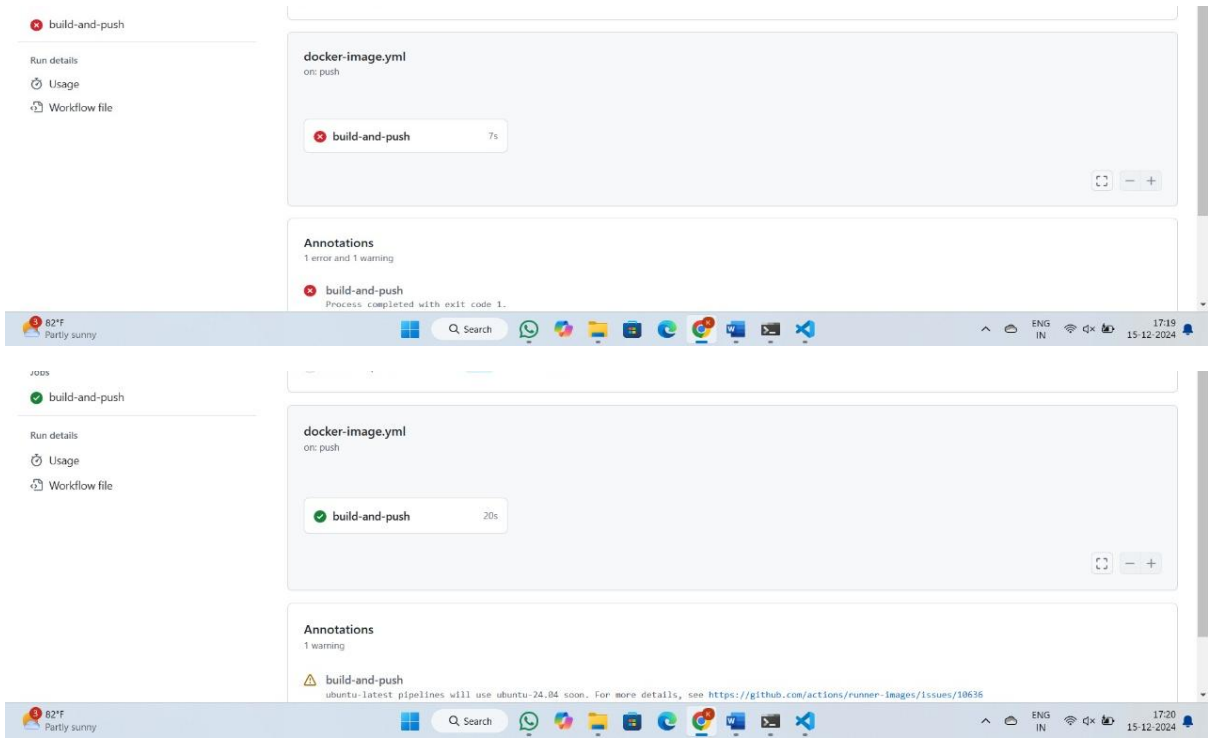 build-and-push
Run details
Usage
Workflow file
docker-image.yml
on: push
build-and-push 7s
Annotations
1 error and 1 warning
build-and-push
Process completed with exit code 1.
3
82°F
Partly sunny
Search
ENG
IN
17:19
15-12-2024
Jobs
build-and-push
Run details
Usage
Workflow file
docker-image.yml
on: push
build-and-push 20s
Annotations
1 warning
build-and-push
ubuntu-latest pipelines will use ubuntu-24.04 soon. For more details, see https://github.com/actions/runner-images/issues/10636
3
82°F
Partly sunny
Search
ENG
IN
17:20
15-12-2024